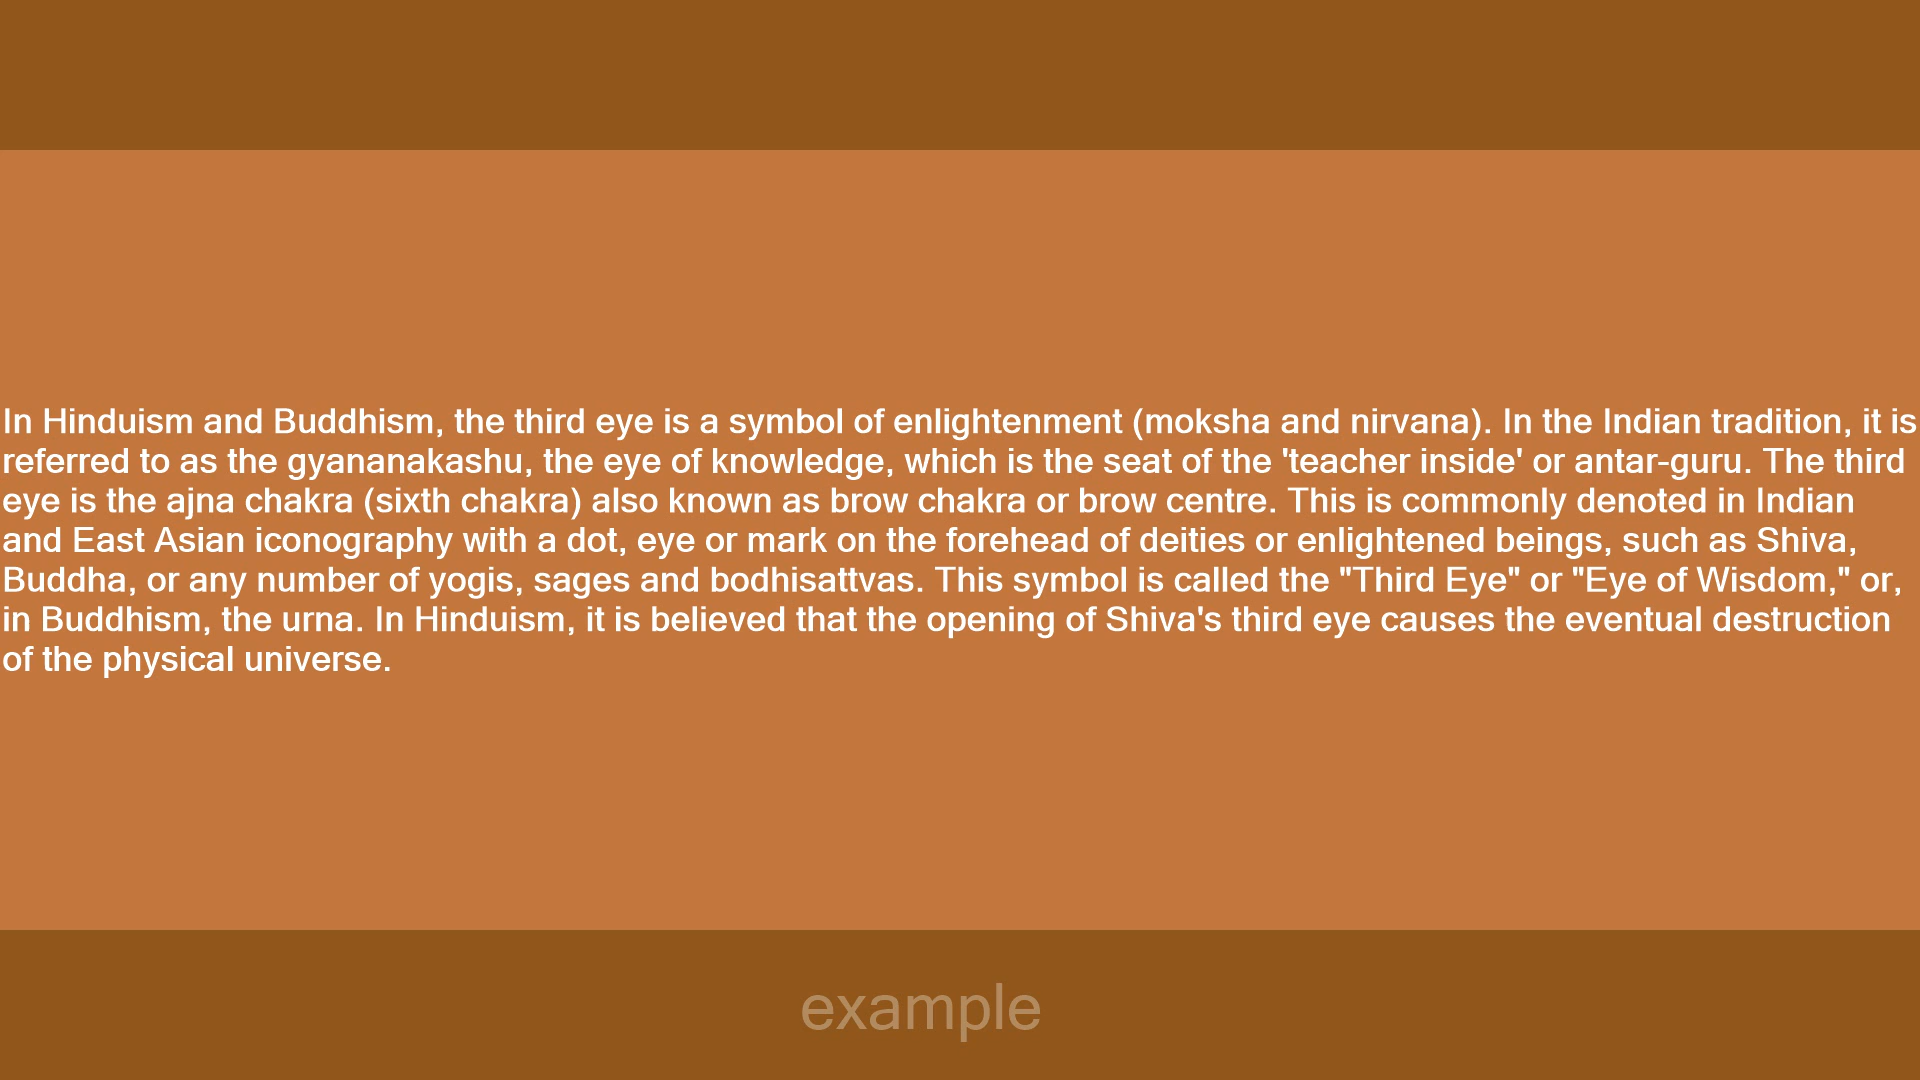 In Hinduism and Buddhism, the third eye is a symbol of enlightenment (moksha and nirvana). In the Indian tradition, it is
referred to as the gyananakashu, the eye of knowledge, which is the seat of the 'teacher inside' or antar-guru. The third
eye is the ajna chakra (sixth chakra) also known as brow chakra or brow centre. This is commonly denoted in Indian
and East Asian iconography with a dot, eye or mark on the forehead of deities or enlightened beings, such as Shiva,
Buddha, or any number of yogis, sages and bodhisattvas. This symbol is called the "Third Eye" or "Eye of Wisdom," or,
in Buddhism, the urna. In Hinduism, it is believed that the opening of Shiva's third eye causes the eventual destruction
of the physical universe.
example